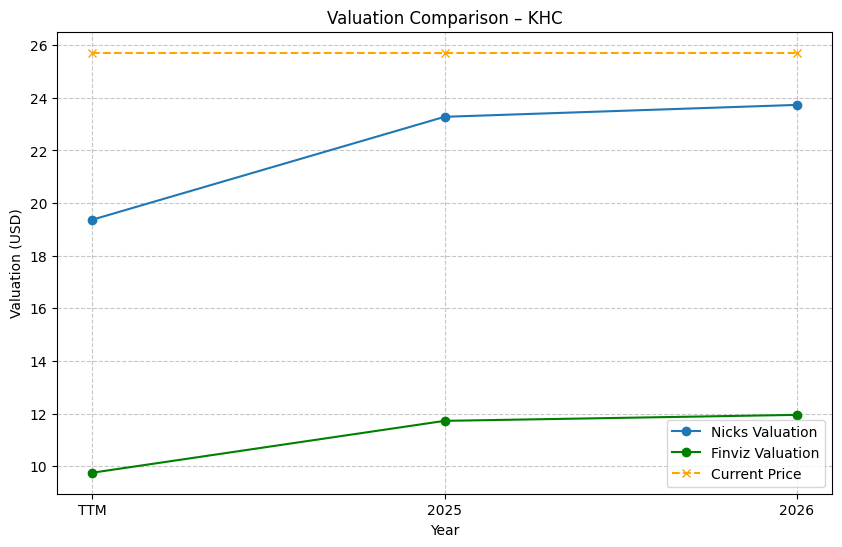 Valuation Comparison – KHC
Valuation (USD)
26
24
22
20
18
16
14
12
10
TTM
2025
2026
Year
Nicks Valuation
Finviz Valuation
Current Price